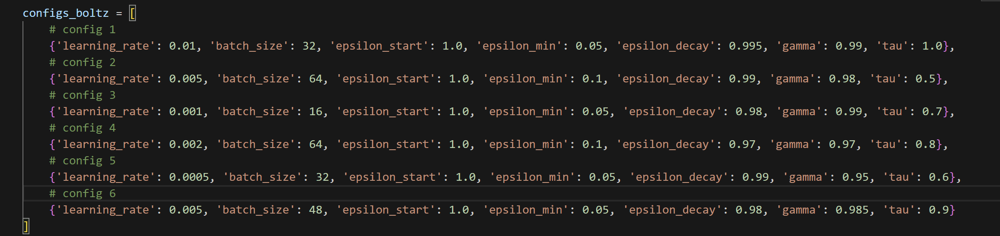 configs_boltz = [
    # config 1
    {'learning_rate': 0.01, 'batch_size': 32, 'epsilon_start': 1.0, 'epsilon_min': 0.05, 'epsilon_decay': 0.995, 'gamma': 0.99, 'tau': 1.0},
    # config 2
    {'learning_rate': 0.005, 'batch_size': 64, 'epsilon_start': 1.0, 'epsilon_min': 0.1, 'epsilon_decay': 0.99, 'gamma': 0.98, 'tau': 0.5},
    # config 3
    {'learning_rate': 0.001, 'batch_size': 16, 'epsilon_start': 1.0, 'epsilon_min': 0.05, 'epsilon_decay': 0.98, 'gamma': 0.99, 'tau': 0.7},
    # config 4
    {'learning_rate': 0.002, 'batch_size': 64, 'epsilon_start': 1.0, 'epsilon_min': 0.1, 'epsilon_decay': 0.97, 'gamma': 0.97, 'tau': 0.8},
    # config 5
    {'learning_rate': 0.0005, 'batch_size': 32, 'epsilon_start': 1.0, 'epsilon_min': 0.05, 'epsilon_decay': 0.99, 'gamma': 0.95, 'tau': 0.6},
    # config 6
    {'learning_rate': 0.005, 'batch_size': 48, 'epsilon_start': 1.0, 'epsilon_min': 0.05, 'epsilon_decay': 0.98, 'gamma': 0.985, 'tau': 0.9}
]